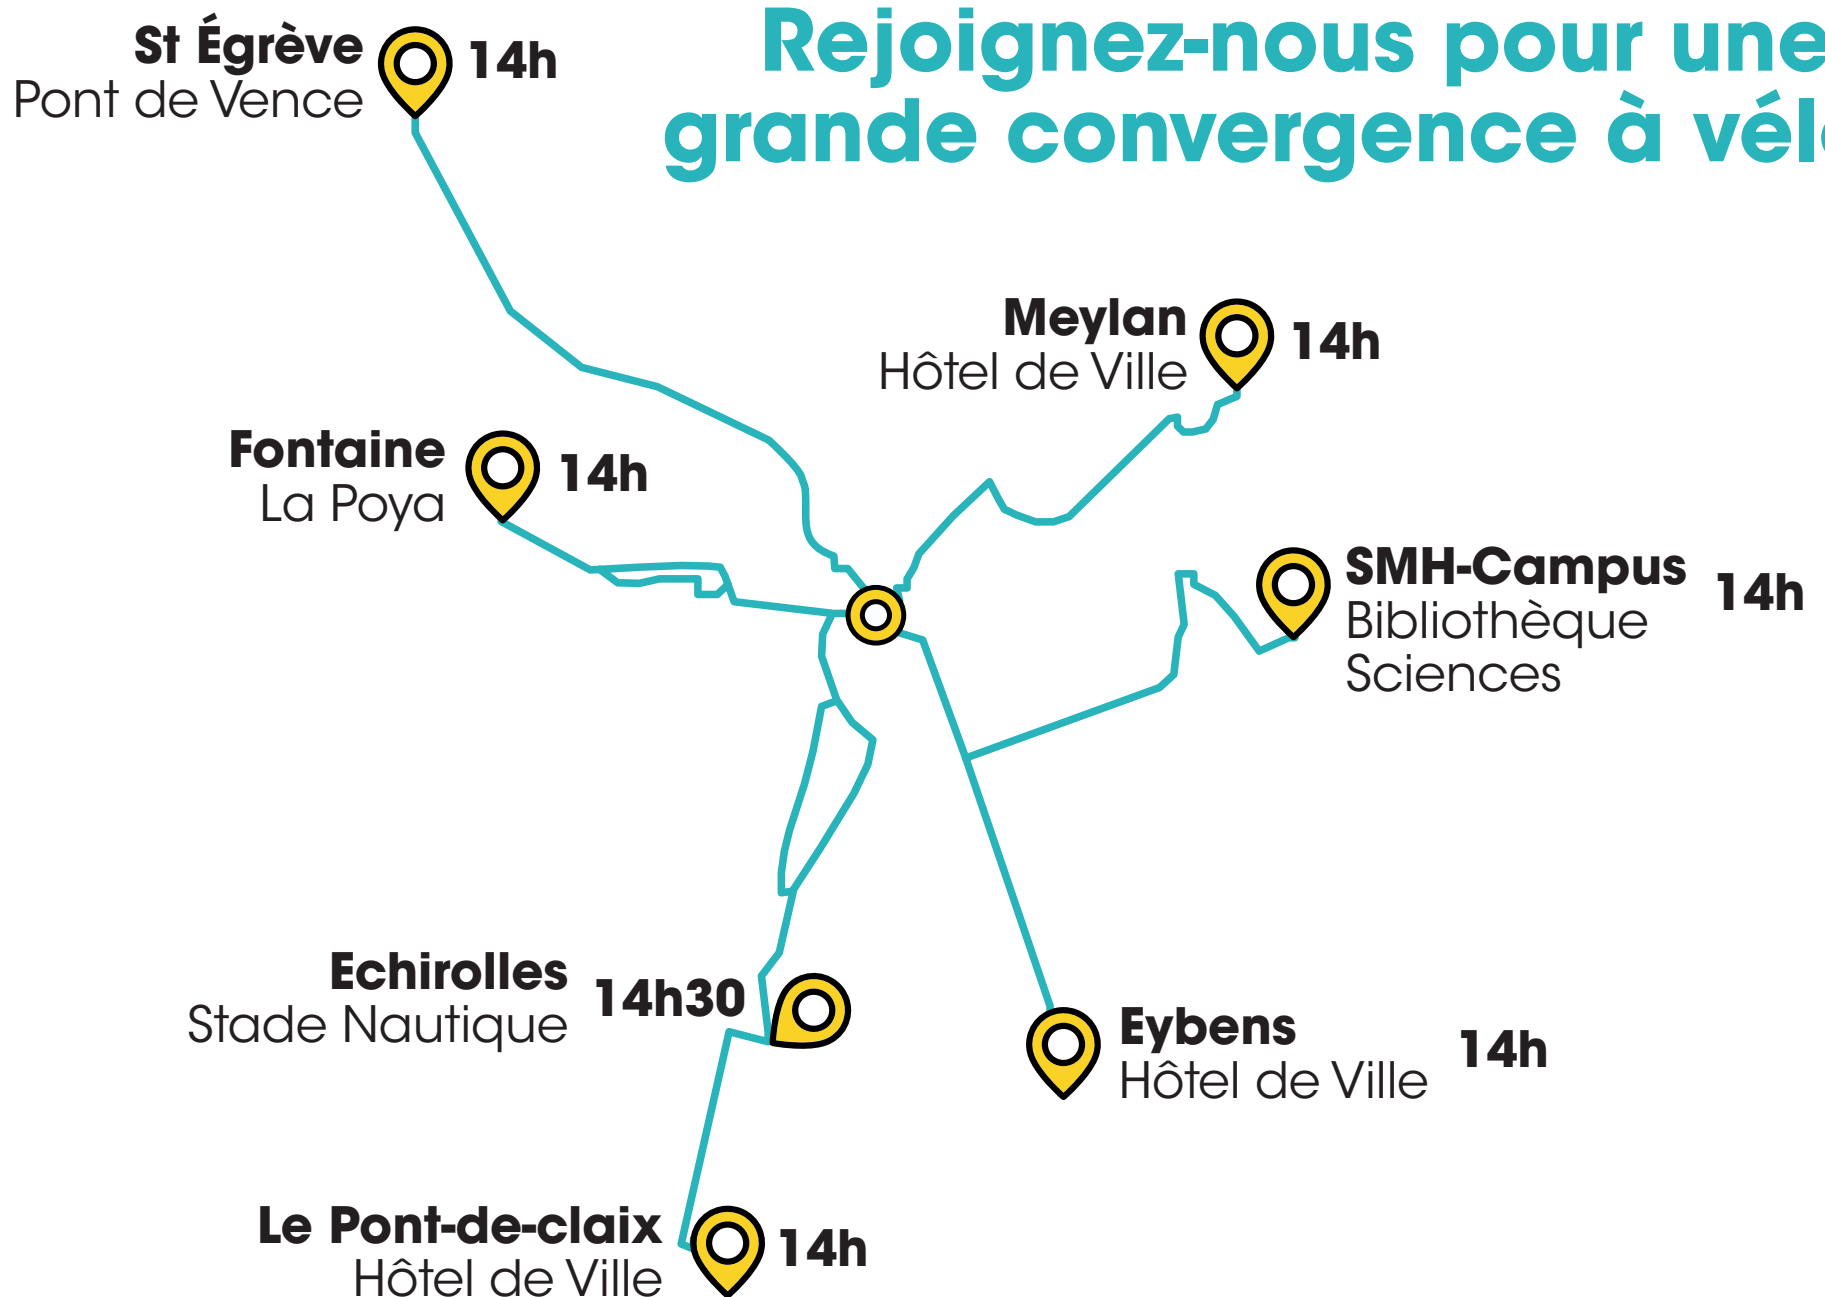 Rejoignez-nous pour une
grande convergence à vélo
St Égrève
Pont de Vence
14h
Meylan
Hôtel de Ville
14h
Fontaine
La Poya
14h
SMH-Campus
Bibliothèque
Sciences
14h
Echirolles
Stade Nautique
14h30
Eybens
Hôtel de Ville
14h
Le Pont-de-claix
Hôtel de Ville
14h